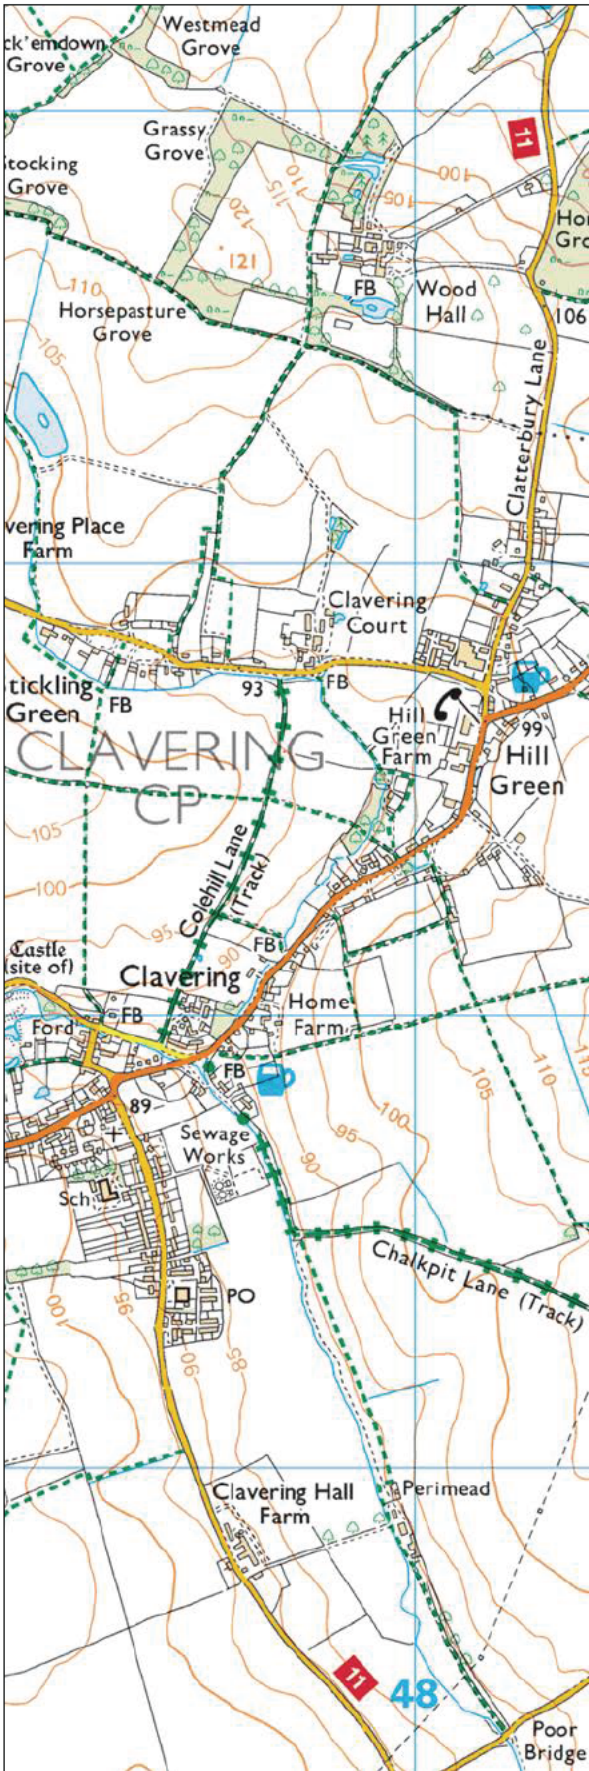 Westmead
Grove
ck'emdown
Grove
Grassy
Grove
11
100
105
110
115
120
Stocking
Grove
121
Hor
Gro
110
FB
Wood
Hall
Horsepasture
Grove
106
105
Clatterbury Lane
vering Place
Farm
Clavering
Court
93
FB
tickling
Green
FB
Hill
Green
Farm
99
Hill
Green
CLAVERING
CP
105
100
Colehill Lane
(Track)
95
90
FB
Castle
(site of)
Clavering
FB
Ford
Home
Farm
FB
110
115
105
100
95
90
89
Sewage
Works
Sch
Chalkpit Lane (Track)
PO
100
95
90
85
Clavering Hall
Farm
Perimead
11
48
Poor
Bridge